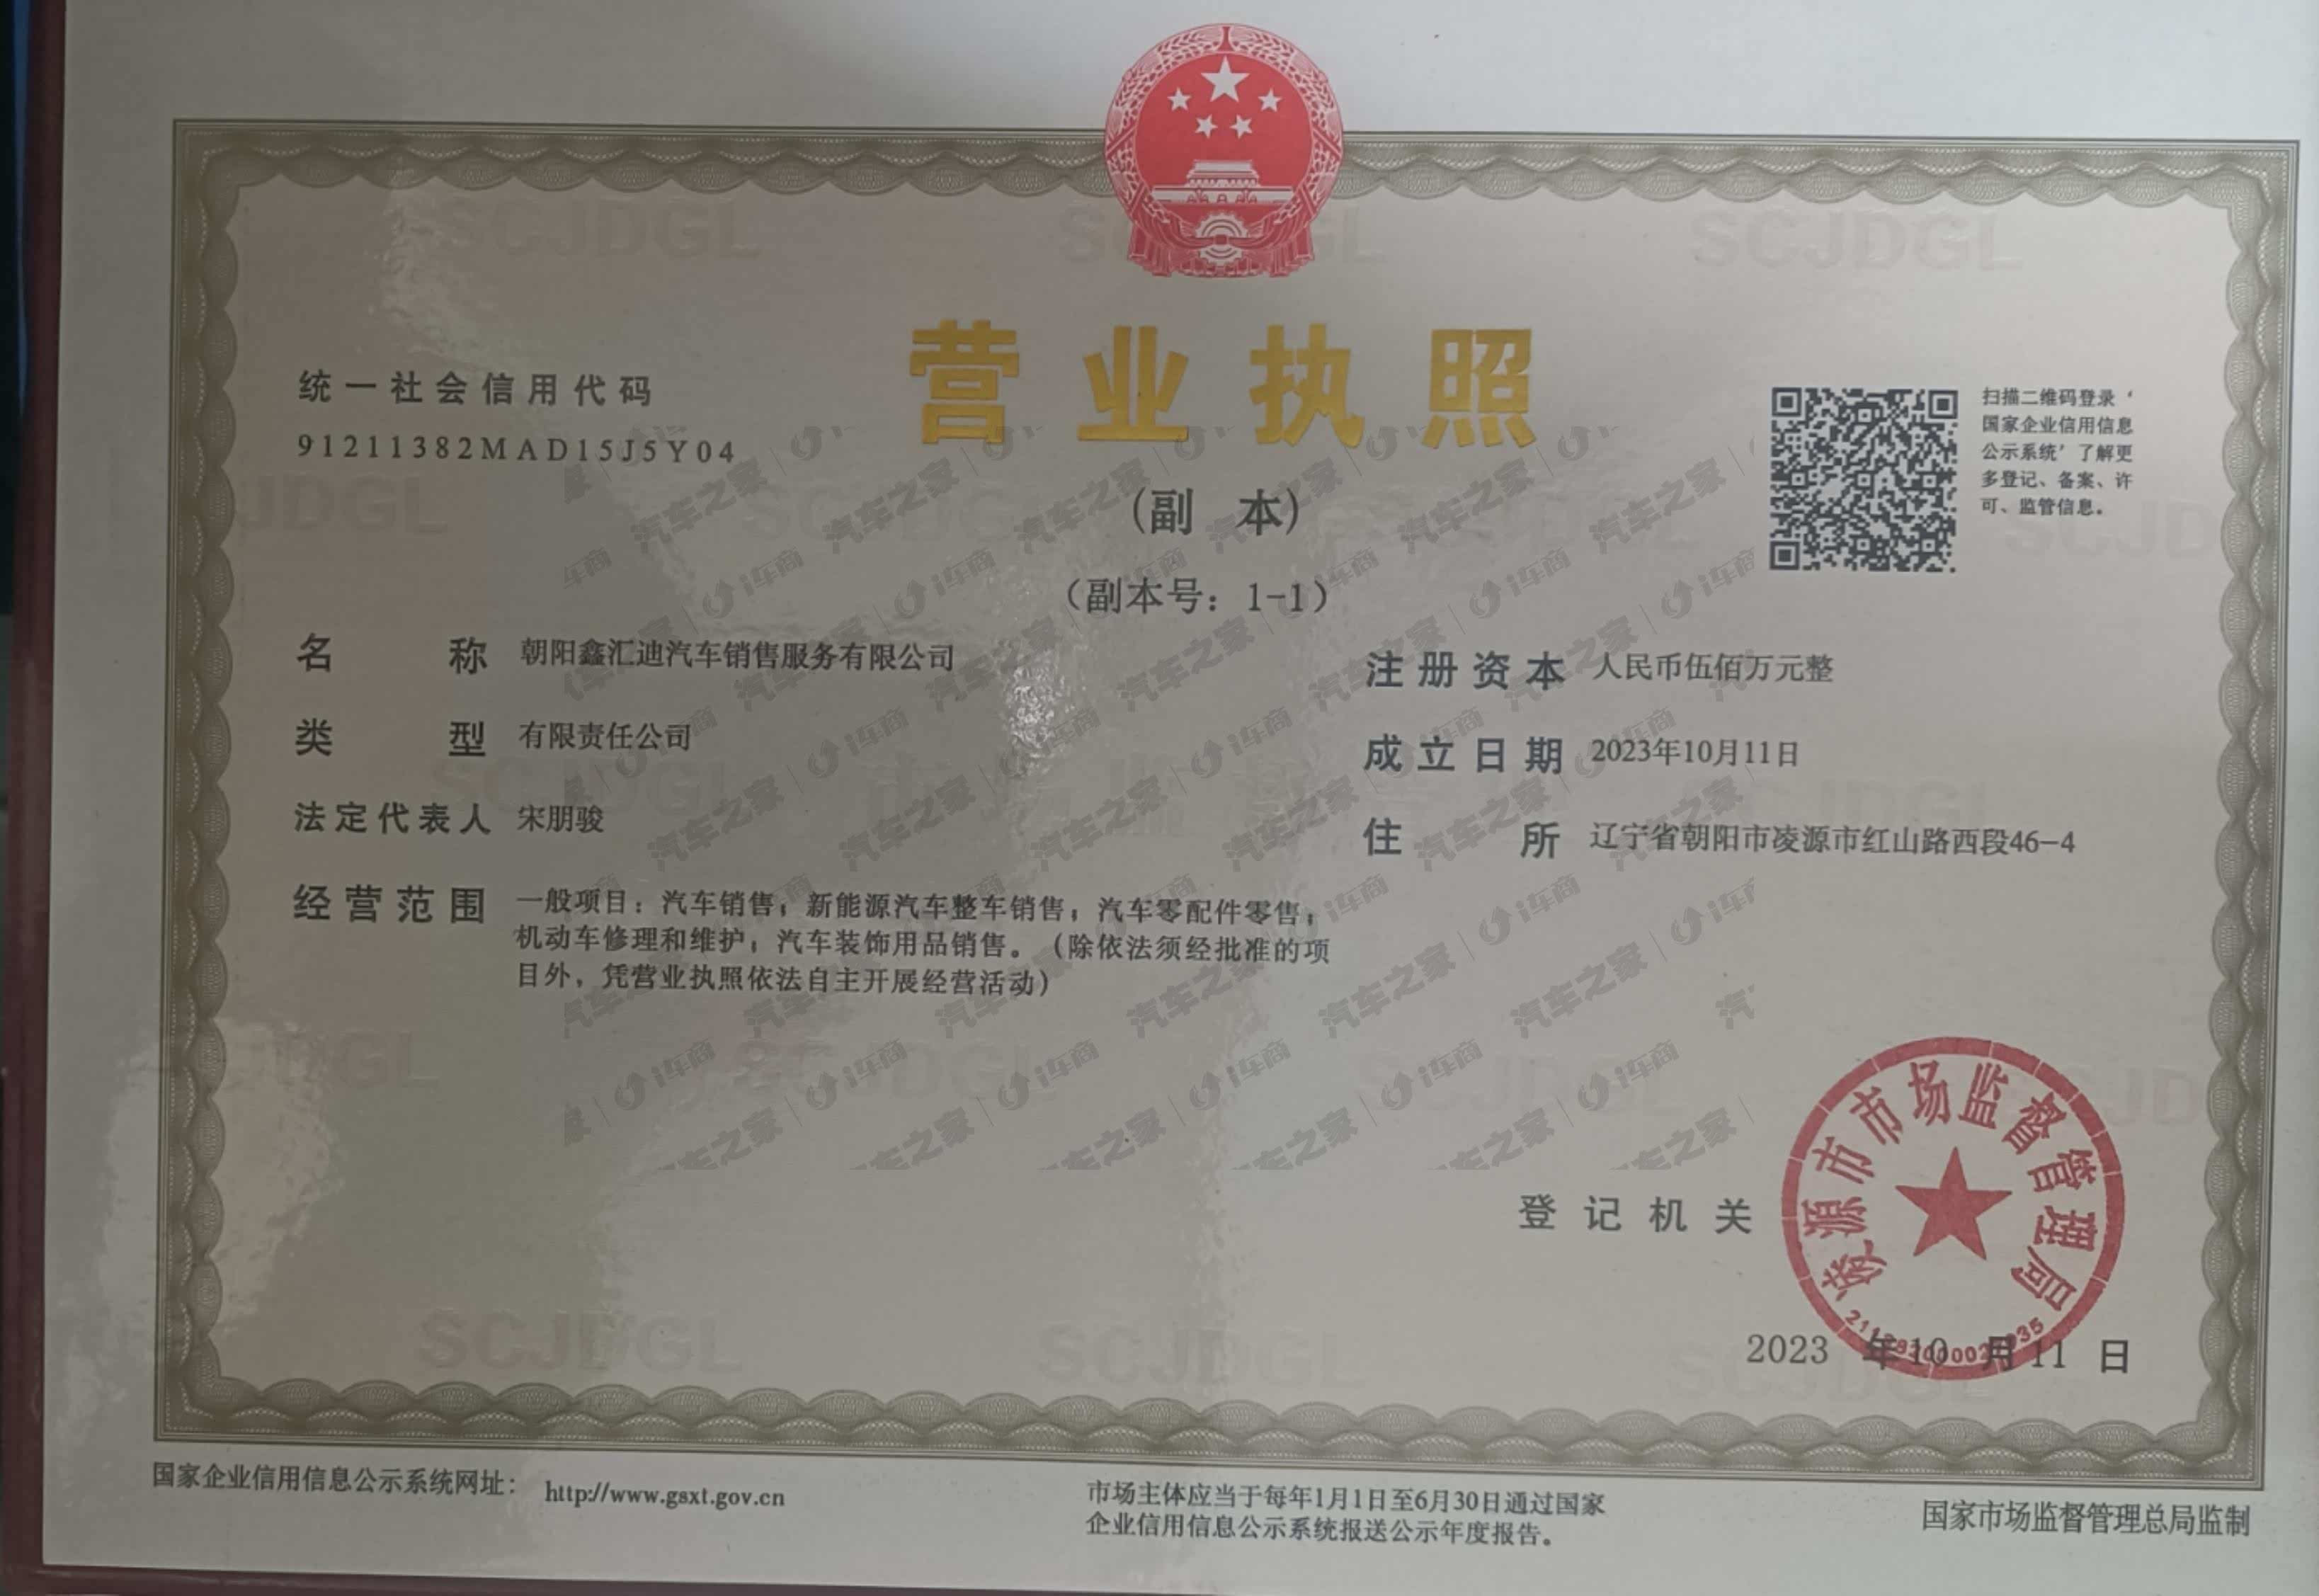 营业执照
(副 本)
（副本号：1-1）
统一社会信用代码
91211382MAD15J5Y04
扫描二维码登录‘
国家企业信用信息
公示系统’了解更
多登记、备案、许
可、监管信息。
名称 朝阳鑫汇迪汽车销售服务有限公司
类型 有限责任公司
法定代表人 宋朋骏
经营范围 一般项目：汽车销售；新能源汽车整车销售；汽车零配件零售；
机动车修理和维护；汽车装饰用品销售。（除依法须经批准的项
目外，凭营业执照依法自主开展经营活动）
注册资本 人民币伍佰万元整
成立日期 2023年10月11日
住所 辽宁省朝阳市凌源市红山路西段46-4
登记机关
凌源市市场监督管理局
2023 年 10 月 11 日
国家企业信用信息公示系统网址： http://www.gsxt.gov.cn
市场主体应当于每年1月1日至6月30日通过国家
企业信用信息公示系统报送公示年度报告。
国家市场监督管理总局监制
SCJDGL
汽车之家 | i车商